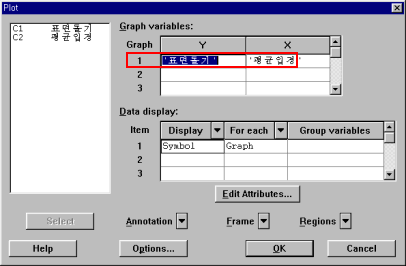 Plot
C1 표면돌기
C2 평균입경
Graph variables:
Graph Y X
1 '표면돌기' '평균입경'
2
3
Data display:
Item Display For each Group variables
1 Symbol Graph
2
3
Edit Attributes...
Select Annotation Frame Regions
Help Options... OK Cancel